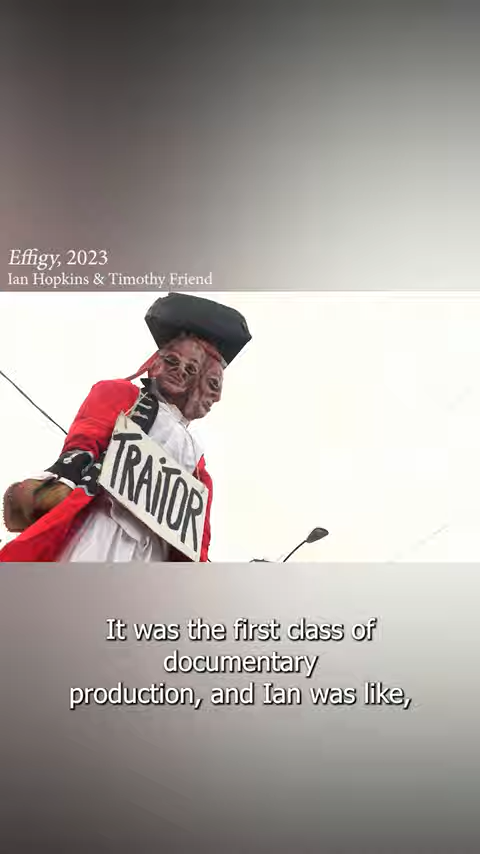 Effigy, 2023
Ian Hopkins & Timothy Friend
TRAiTOR
It was the first class of
documentary
production, and Ian was like,